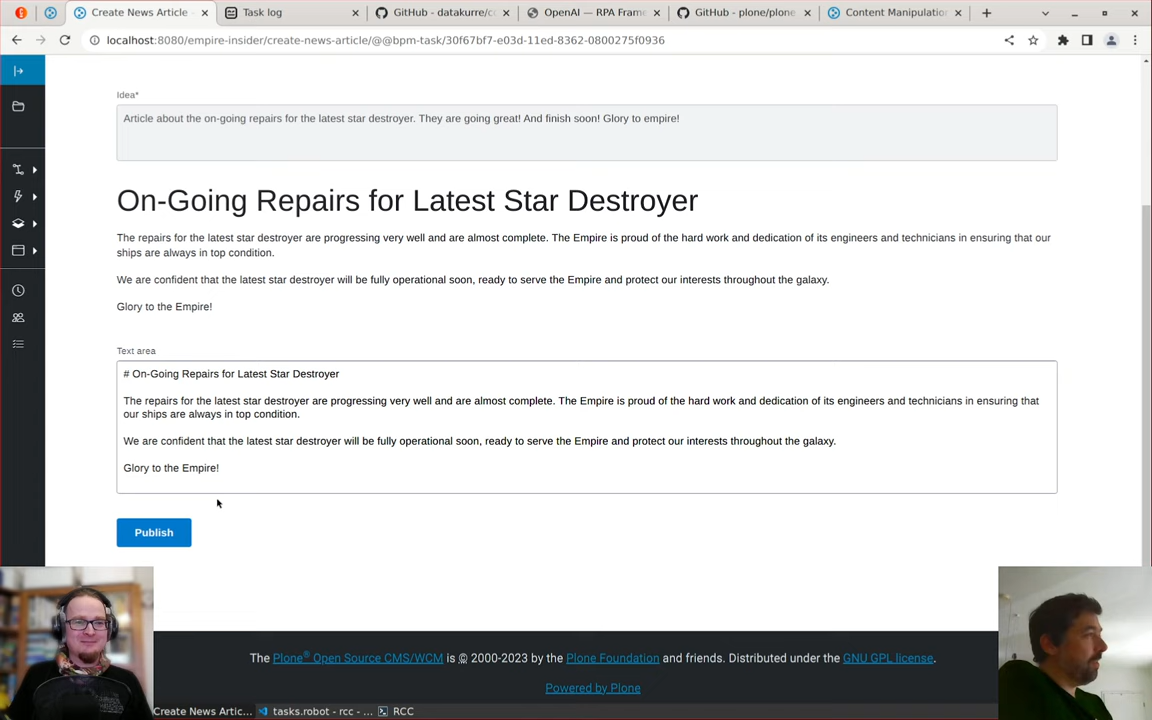 Create News Article
Task log
GitHub - datakurre/c
OpenAI — RPA Frame
GitHub - plone/plone
Content Manipulation
localhost:8080/empire-insider/create-news-article/@@bpm-task/30f67bf7-e03d-11ed-8362-0800275f0936
Idea*
Article about the on-going repairs for the latest star destroyer. They are going great! And finish soon! Glory to empire!
On-Going Repairs for Latest Star Destroyer
The repairs for the latest star destroyer are progressing very well and are almost complete. The Empire is proud of the hard work and dedication of its engineers and technicians in ensuring that our
ships are always in top condition.
We are confident that the latest star destroyer will be fully operational soon, ready to serve the Empire and protect our interests throughout the galaxy.
Glory to the Empire!
Text area
# On-Going Repairs for Latest Star Destroyer
The repairs for the latest star destroyer are progressing very well and are almost complete. The Empire is proud of the hard work and dedication of its engineers and technicians in ensuring that
our ships are always in top condition.
We are confident that the latest star destroyer will be fully operational soon, ready to serve the Empire and protect our interests throughout the galaxy.
Glory to the Empire!
Publish
The Plone® Open Source CMS/WCM is © 2000-2023 by the Plone Foundation and friends. Distributed under the GNU GPL license.
Powered by Plone
Create News Artic...
tasks.robot - rcc - ...
RCC